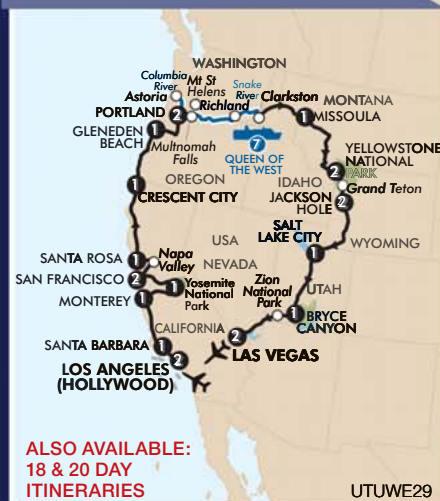 WASHINGTON
Columbia
River
Mt St
Helens
Snake
River
Astoria
Richland
Clarkston
MONTANA
PORTLAND
2
1
MISSOULA
GLENEDEN
BEACH
1
Multnomah
Falls
7
QUEEN OF
THE WEST
YELLOWSTONE
NATIONAL
PARK
2
OREGON
IDAHO
Grand Teton
1
CRESCENT CITY
JACKSON
HOLE
2
USA
SALT
LAKE CITY
1
WYOMING
SANTA ROSA
1
Napa
Valley
NEVADA
SAN FRANCISCO
2
1
Yosemite
National
Park
Zion
National
Park
UTAH
MONTEREY
1
1
BRYCE
CANYON
CALIFORNIA
2
LAS VEGAS
SANTA BARBARA
1
LOS ANGELES
(HOLLYWOOD)
2
ALSO AVAILABLE:
18 & 20 DAY
ITINERARIES
UTUWE29